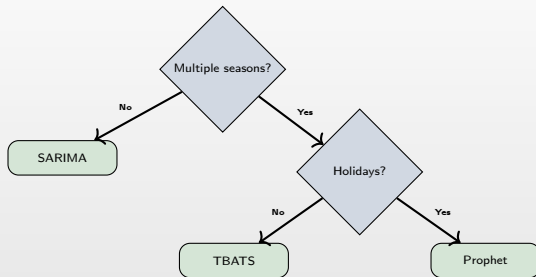 Multiple seasons?
No
Yes
SARIMA
Holidays?
No
Yes
TBATS
Prophet